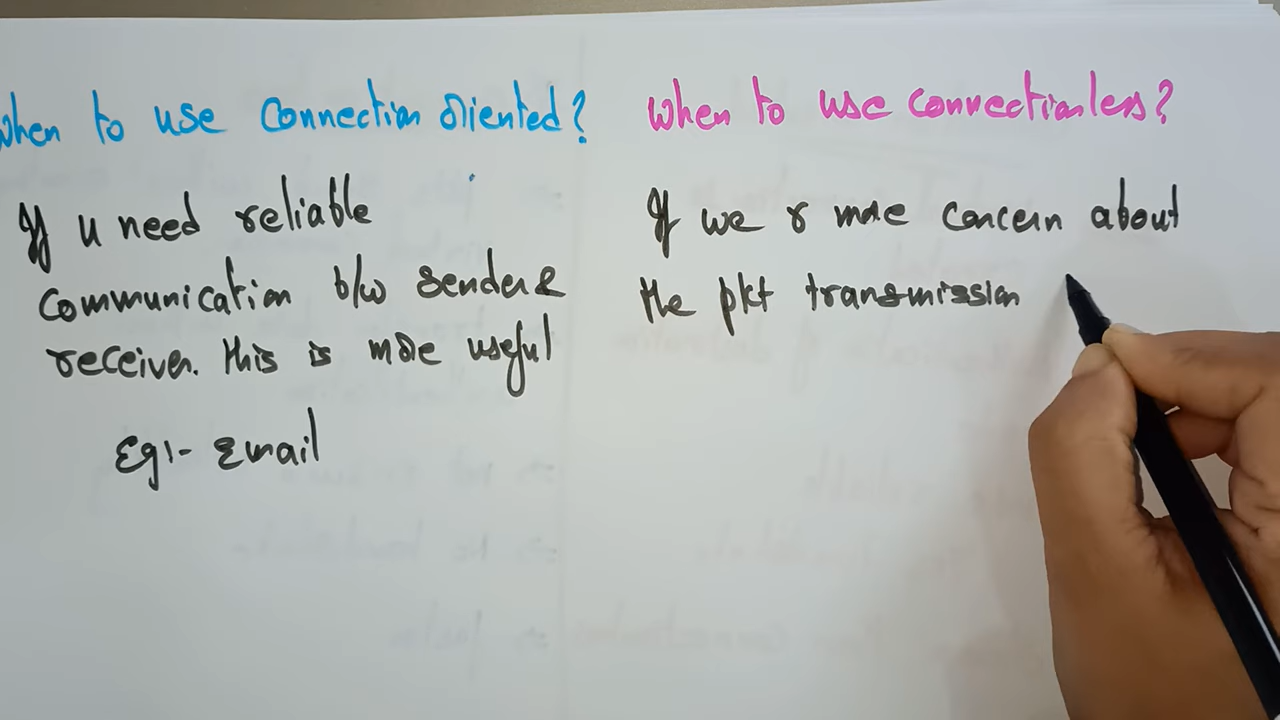 When to use connection oriented?
If u need reliable
communication b/w sender &
receiver. this is more useful
Eg:- Email
When to use connectionless?
If we r more concern about
the pkt transmission